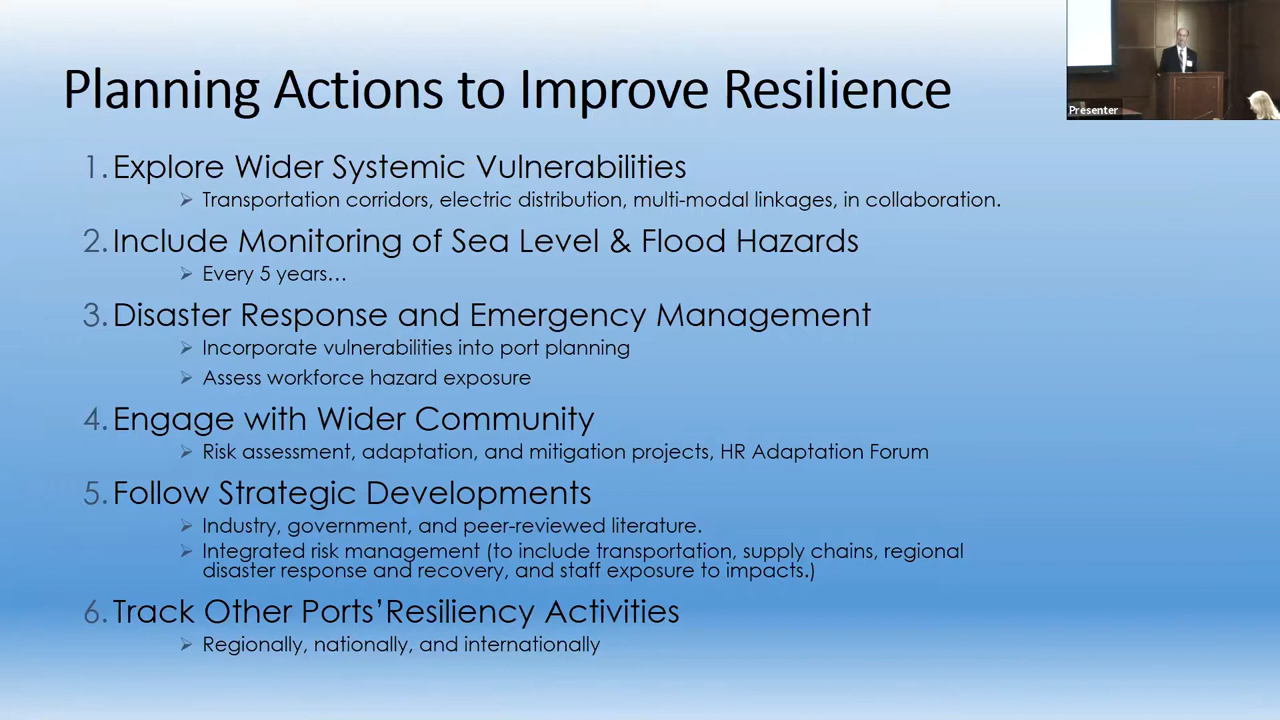 Planning Actions to Improve Resilience
Presenter
1. Explore Wider Systemic Vulnerabilities
➢ Transportation corridors, electric distribution, multi-modal linkages, in collaboration.
2. Include Monitoring of Sea Level & Flood Hazards
➢ Every 5 years…
3. Disaster Response and Emergency Management
➢ Incorporate vulnerabilities into port planning
➢ Assess workforce hazard exposure
4. Engage with Wider Community
➢ Risk assessment, adaptation, and mitigation projects, HR Adaptation Forum
5. Follow Strategic Developments
➢ Industry, government, and peer-reviewed literature.
➢ Integrated risk management (to include transportation, supply chains, regional
disaster response and recovery, and staff exposure to impacts.)
6. Track Other Ports’Resiliency Activities
➢ Regionally, nationally, and internationally